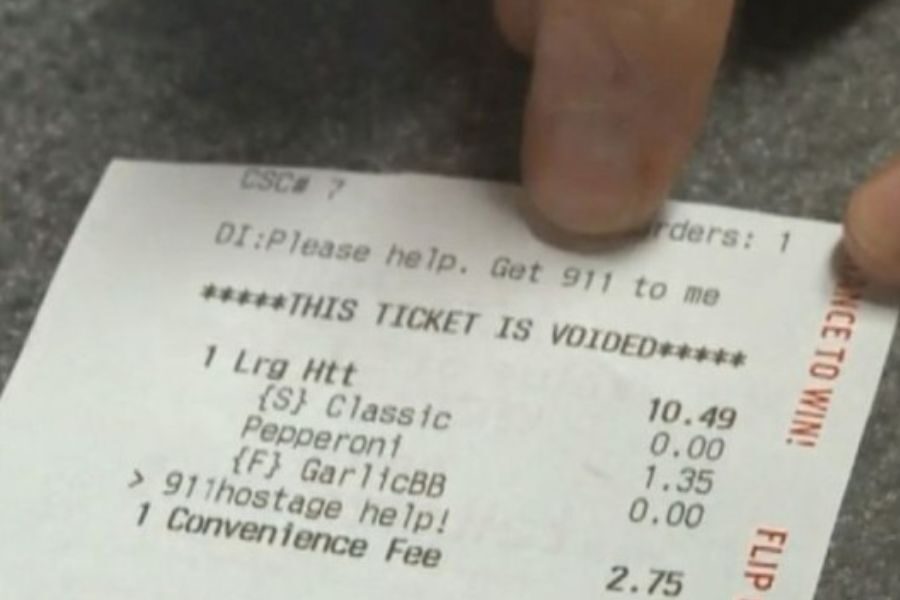 CSC# 7
rders: 1
DI:Please help. Get 911 to me
*****THIS TICKET IS VOIDED*****
1 Lrg Htt 10.49
{S} Classic 0.00
Pepperoni 1.35
{F} GarlicBB 0.00
> 911hostage help!
1 Convenience Fee 2.75
NCE TO WIN!
FLIP